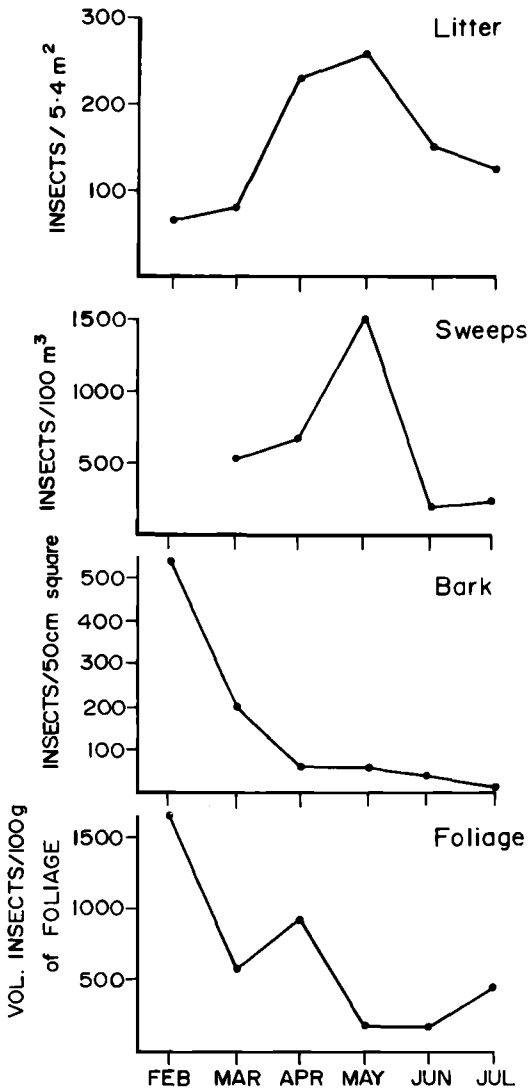 Litter
INSECTS / 5·4 m²
300
200
100
Sweeps
INSECTS/100 m³
1500
1000
500
Bark
INSECTS/50cm square
500
400
300
200
100
Foliage
VOL. INSECTS/100g
of FOLIAGE
1500
1000
500
FEB MAR APR MAY JUN JUL